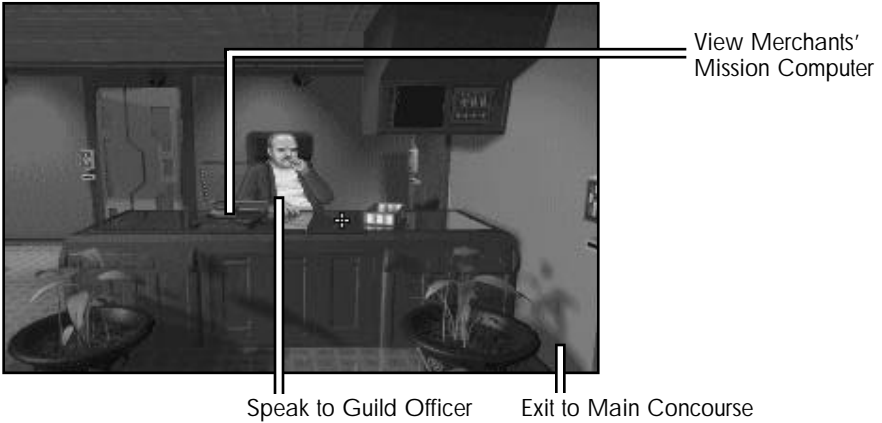 View Merchants'
Mission Computer
Speak to Guild Officer
Exit to Main Concourse